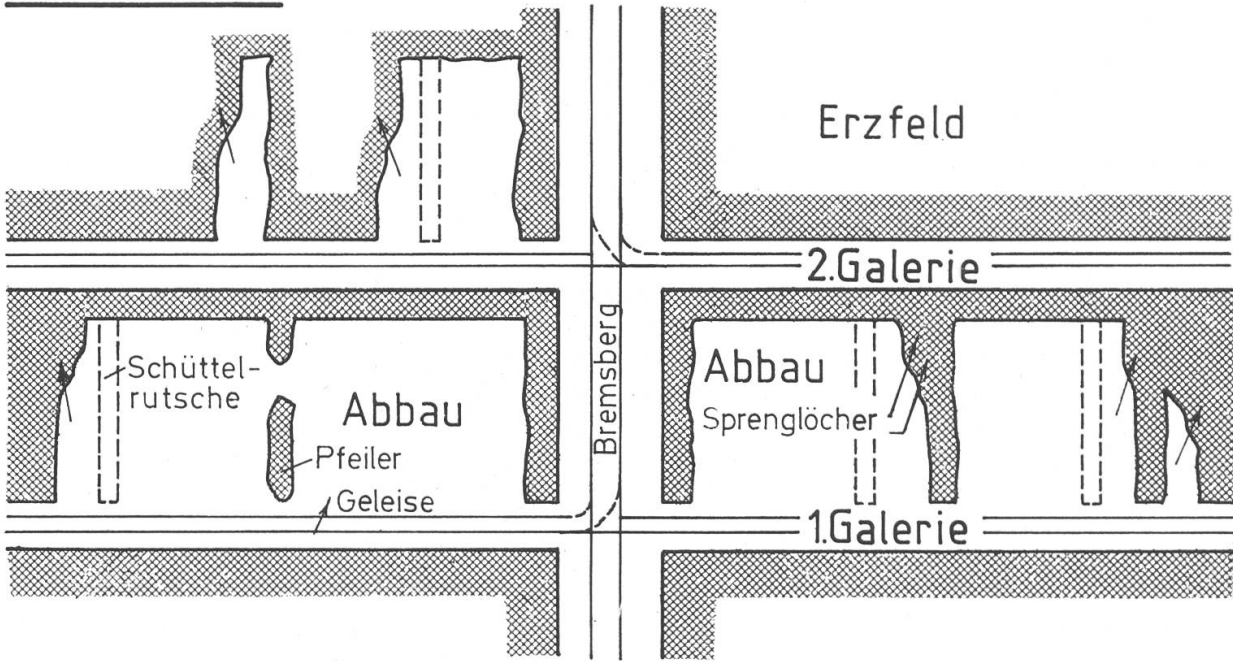 Erzfeld
2.Galerie
Schüttel-
rutsche
Abbau
Pfeiler
Geleise
Bremsberg
Abbau
Sprenglöcher
1.Galerie